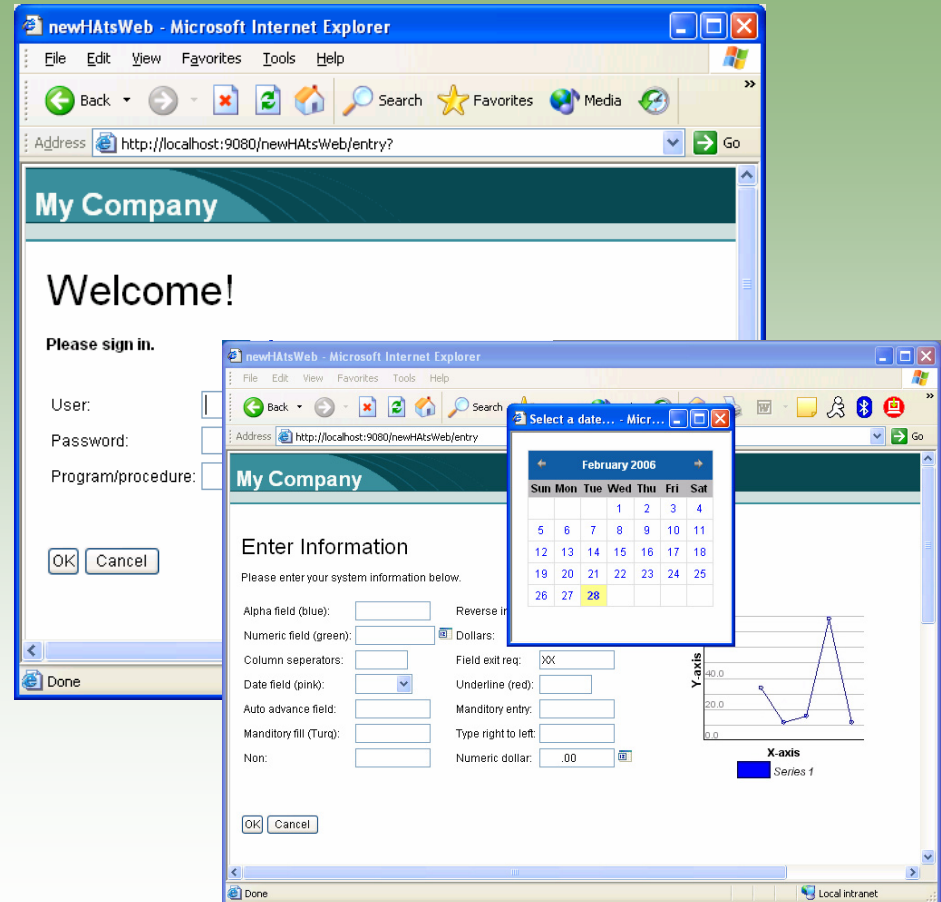 newHAtsWeb - Microsoft Internet Explorer
File Edit View Favorites Tools Help
Back Search Favorites Media »
Address http://localhost:9080/newHAtsWeb/entry? Go
My Company
Welcome!
Please sign in.
User:
Password:
Program/procedure:
OK Cancel
Done
newHAtsWeb - Microsoft Internet Explorer
File Edit View Favorites Tools Help
Back Search »
Address http://localhost:9080/newHAtsWeb/entry Go
My Company
Enter Information
Please enter your system information below.
Alpha field (blue): Reverse
Numeric field (green): Dollars:
Column seperators: Field exit req: XX
Date field (pink): Underline (red):
Auto advance field: Manditory entry:
Manditory fill (Turq): Type right to left:
Non: Numeric dollar: .00
OK Cancel
Y-axis
40.0
20.0
0.0
X-axis
Series 1
Done Local intranet
Select a date... - Micr...
February 2006
Sun Mon Tue Wed Thu Fri Sat
1 2 3 4
5 6 7 8 9 10 11
12 13 14 15 16 17 18
19 20 21 22 23 24 25
26 27 28